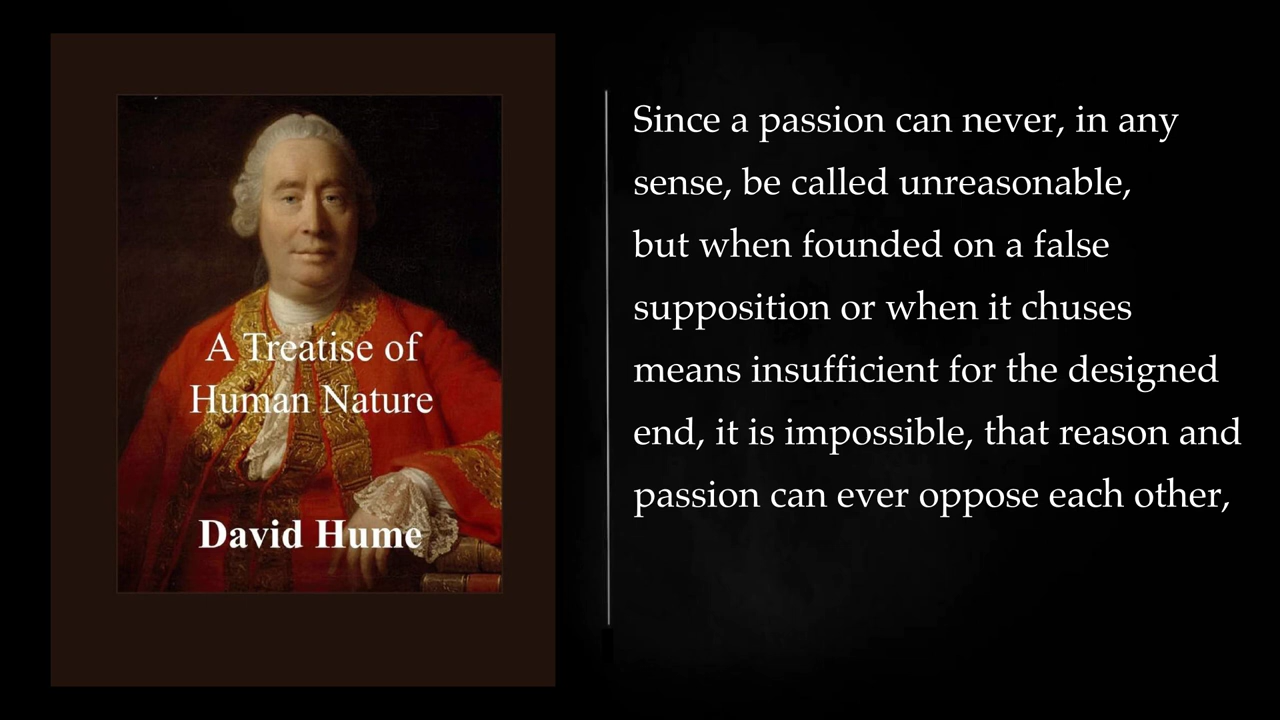 A Treatise of
Human Nature
David Hume
Since a passion can never, in any
sense, be called unreasonable,
but when founded on a false
supposition or when it chuses
means insufficient for the designed
end, it is impossible, that reason and
passion can ever oppose each other,